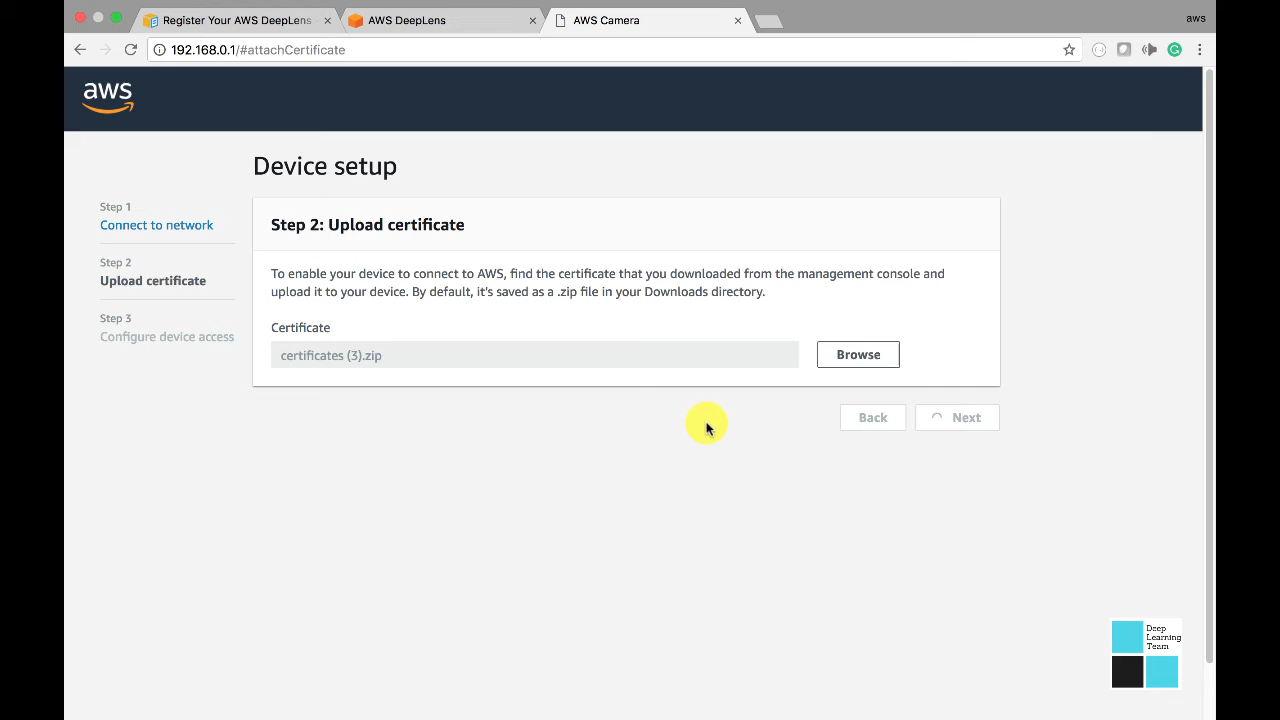 Register Your AWS DeepLens
AWS DeepLens
AWS Camera
aws
192.168.0.1/#attachCertificate
aws
Device setup
Step 1
Connect to network
Step 2
Upload certificate
Step 3
Configure device access
Step 2: Upload certificate
To enable your device to connect to AWS, find the certificate that you downloaded from the management console and
upload it to your device. By default, it's saved as a .zip file in your Downloads directory.
Certificate
certificates (3).zip
Browse
Back
Next
Deep
Learning
Team